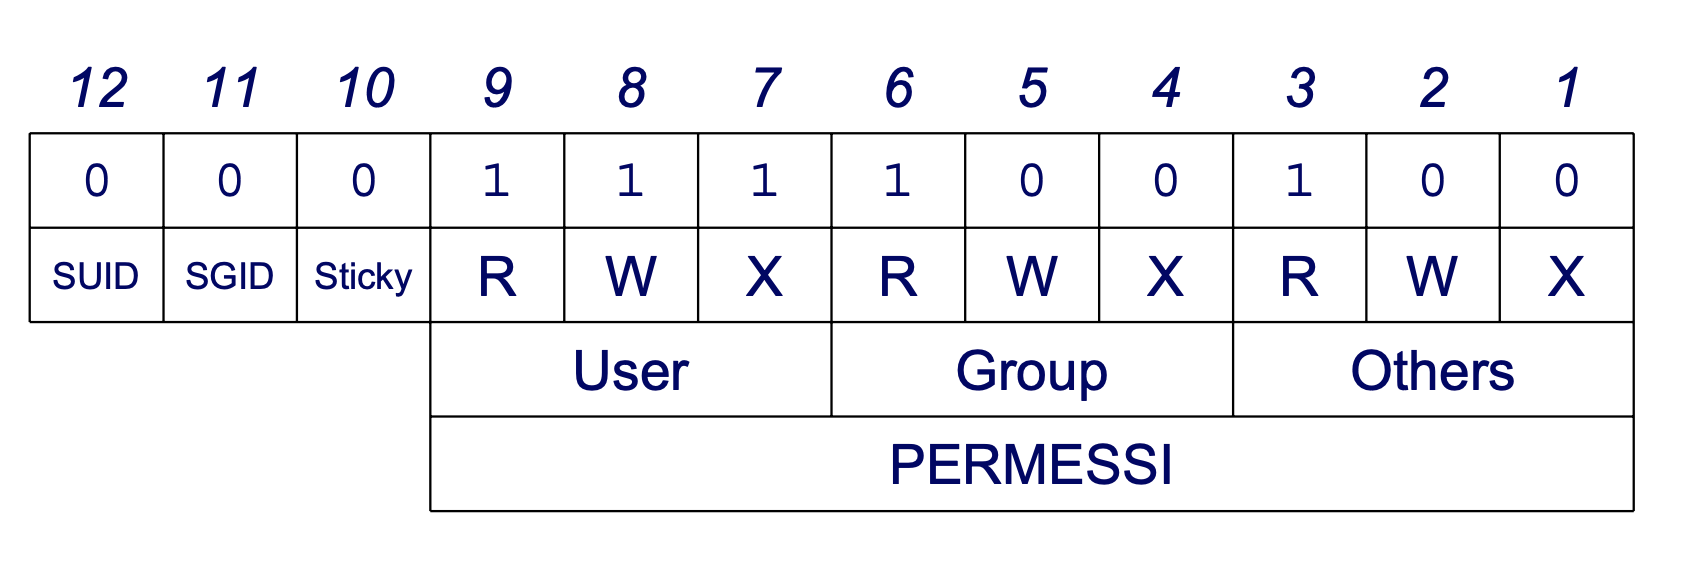 12 11 10 9 8 7 6 5 4 3 2 1
0 0 0 1 1 1 1 0 0 1 0 0
SUID SGID Sticky R W X R W X R W X
User Group Others
PERMESSI